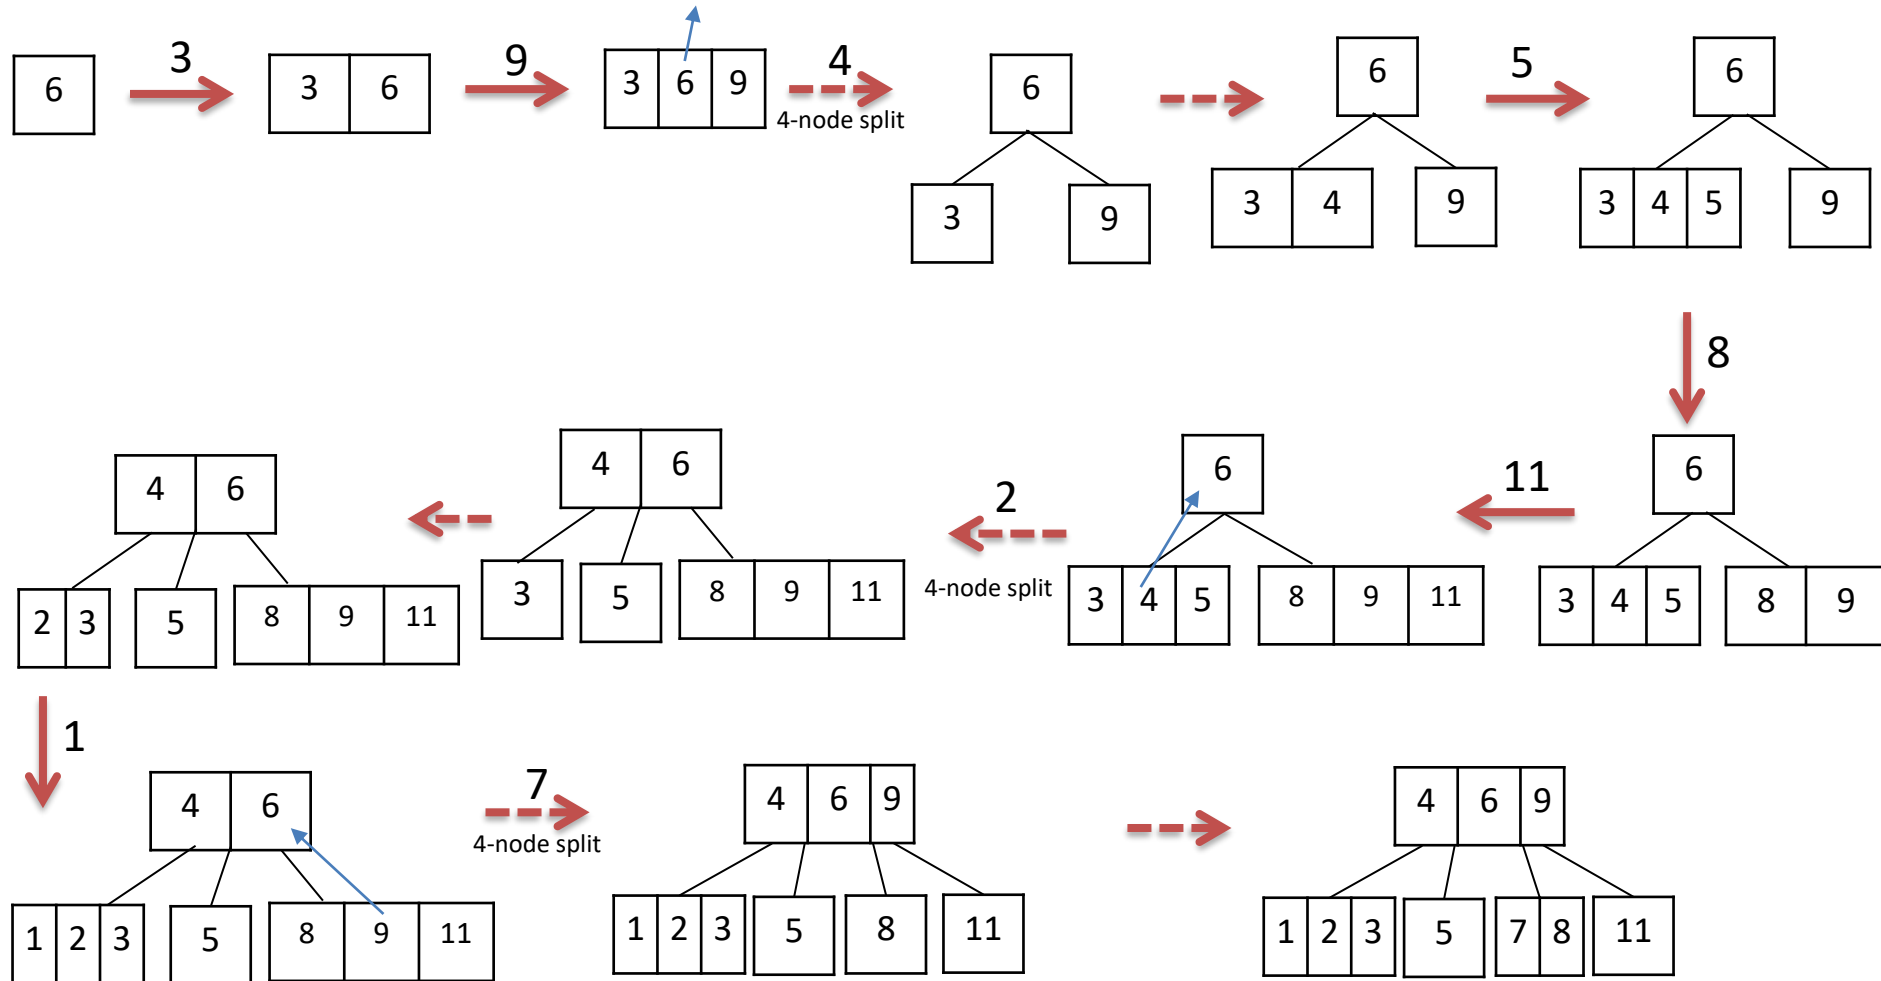 6 3 3 6 9 3 6 9 4 6 6 5 6
4-node split
3 9 3 4 9 3 4 5 9
8
4 6 4 6 2 6 11 6
4-node split
2 3 5 8 9 11 3 5 8 9 11 3 4 5 8 9 11 3 4 5 8 9
1
4 6 7 4 6 9 4 6 9
4-node split
1 2 3 5 8 9 11 1 2 3 5 8 11 1 2 3 5 7 8 11